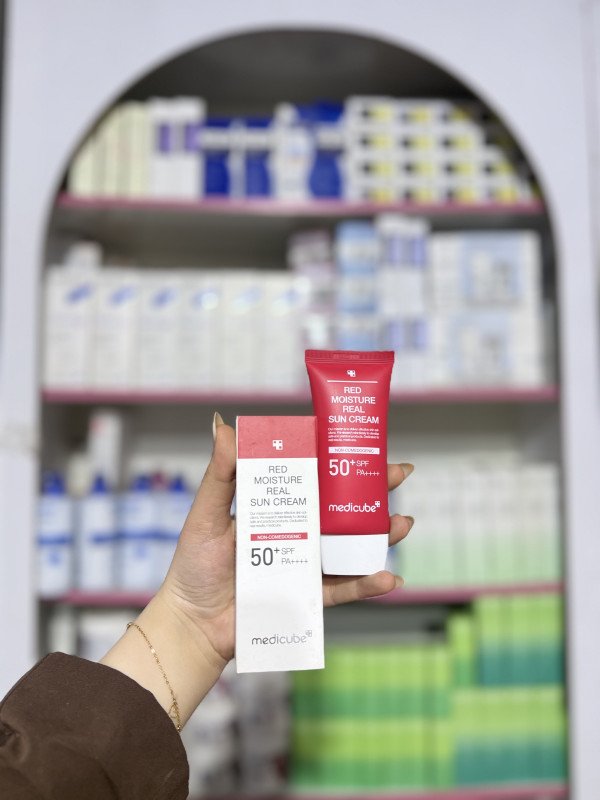 RED
MOISTURE
REAL
SUN CREAM
NON-COMEDOGENIC
50+ SPF
PA++++
medicube
RED
MOISTURE
REAL
SUN CREAM
NON-COMEDOGENIC
50+ SPF
PA++++
medicube